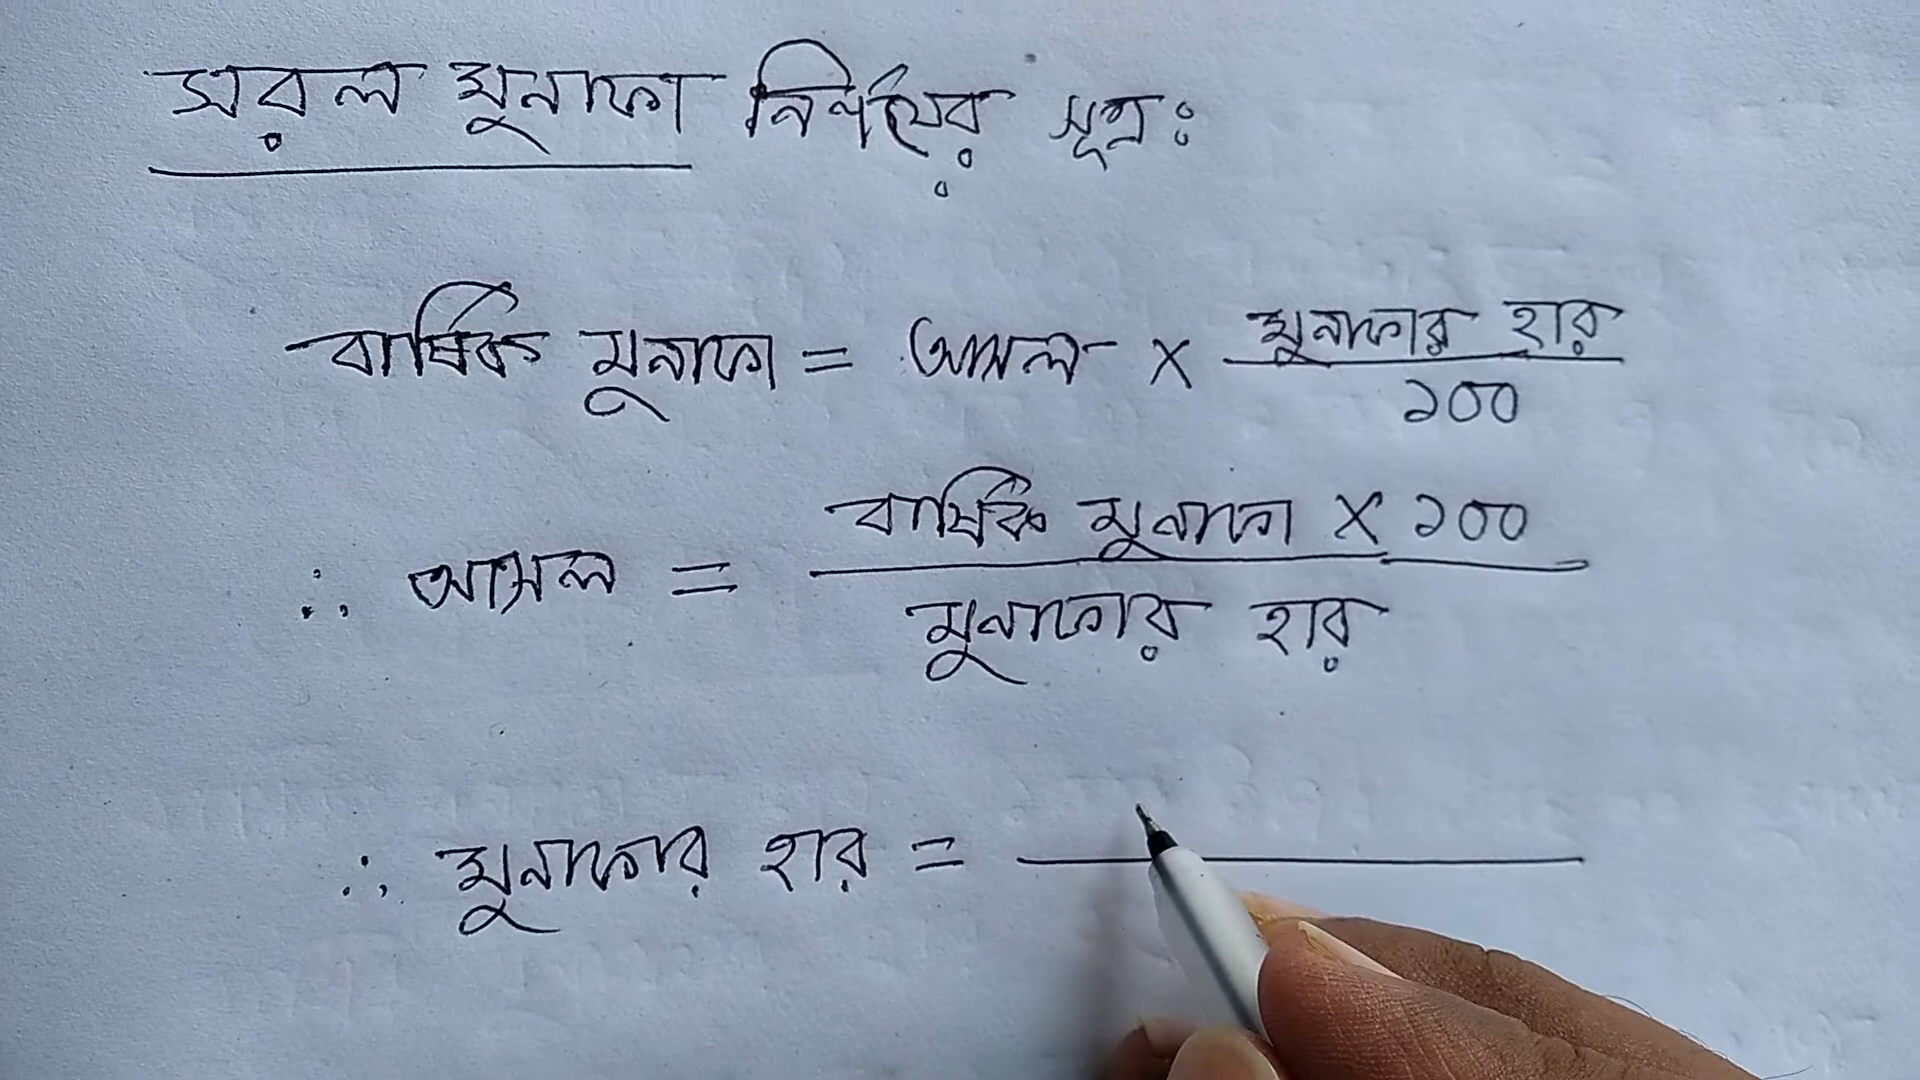 সরল মুনাফা নির্ণয়ের সূত্রঃ
বার্ষিক মুনাফা = আসল × মুনাফার হার
১০০
∴ আসল = বার্ষিক মুনাফা × ১০০
মুনাফার হার
∴ মুনাফার হার =